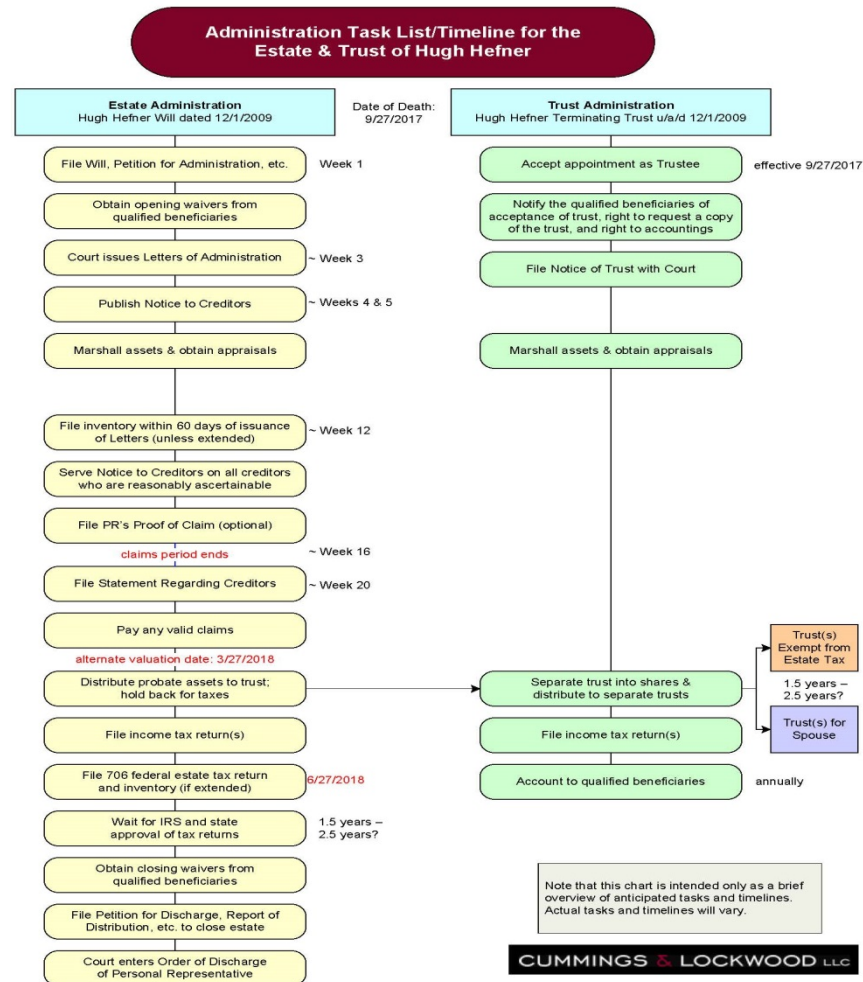 Administration Task List/Timeline for the
Estate & Trust of Hugh Hefner
Estate Administration
Hugh Hefner Will dated 12/1/2009
Date of Death:
9/27/2017
Trust Administration
Hugh Hefner Terminating Trust u/a/d 12/1/2009
File Will, Petition for Administration, etc.
Week 1
Obtain opening waivers from
qualified beneficiaries
Court issues Letters of Administration
~ Week 3
Publish Notice to Creditors
~ Weeks 4 & 5
Marshall assets & obtain appraisals
File inventory within 60 days of issuance
of Letters (unless extended)
~ Week 12
Serve Notice to Creditors on all creditors
who are reasonably ascertainable
File PR's Proof of Claim (optional)
claims period ends
~ Week 16
File Statement Regarding Creditors
~ Week 20
Pay any valid claims
alternate valuation date: 3/27/2018
Distribute probate assets to trust;
hold back for taxes
File income tax return(s)
File 706 federal estate tax return
and inventory (if extended)
6/27/2018
Wait for IRS and state
approval of tax returns
1.5 years –
2.5 years?
Obtain closing waivers from
qualified beneficiaries
File Petition for Discharge, Report of
Distribution, etc. to close estate
Court enters Order of Discharge
of Personal Representative
Accept appointment as Trustee
effective 9/27/2017
Notify the qualified beneficiaries of
acceptance of trust, right to request a copy
of the trust, and right to accountings
File Notice of Trust with Court
Marshall assets & obtain appraisals
Separate trust into shares &
distribute to separate trusts
Trust(s)
Exempt from
Estate Tax
1.5 years –
2.5 years?
Trust(s) for
Spouse
File income tax return(s)
Account to qualified beneficiaries
annually
Note that this chart is intended only as a brief
overview of anticipated tasks and timelines.
Actual tasks and timelines will vary.
CUMMINGS & LOCKWOOD LLC